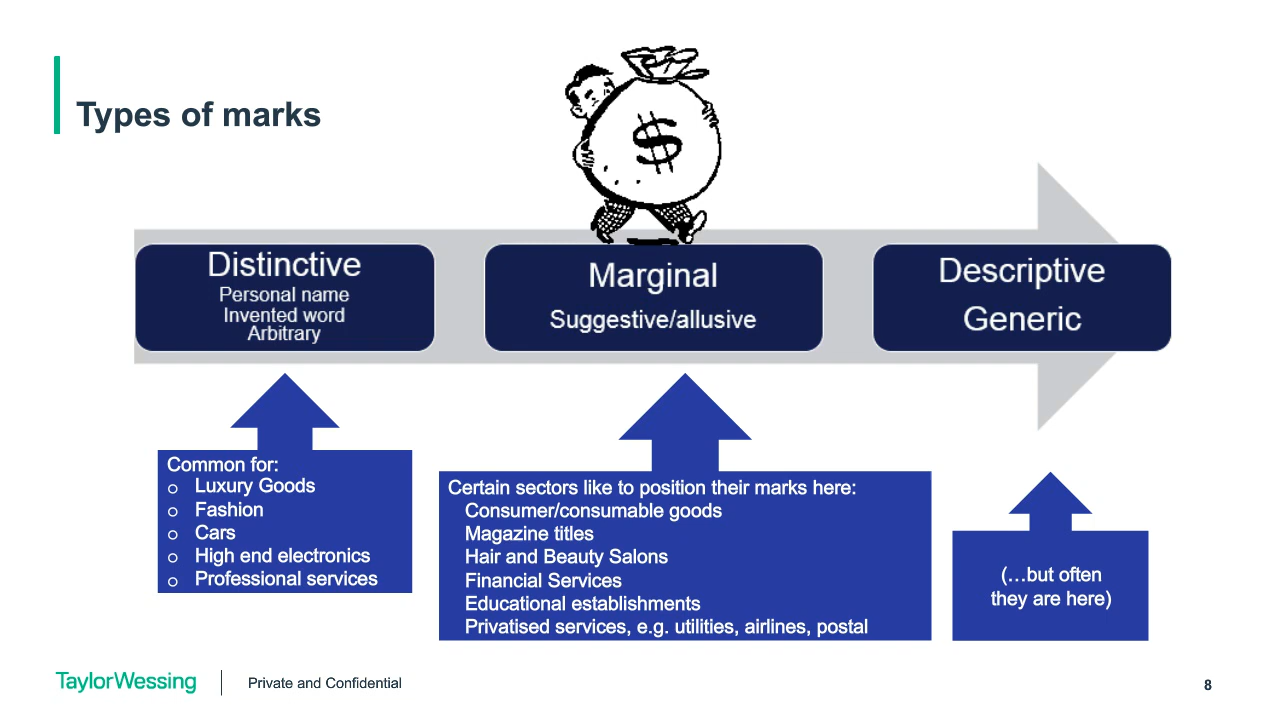 Types of marks
$
Distinctive
Personal name
Invented word
Arbitrary
Marginal
Suggestive/allusive
Descriptive
Generic
Common for:
o Luxury Goods
o Fashion
o Cars
o High end electronics
o Professional services
Certain sectors like to position their marks here:
Consumer/consumable goods
Magazine titles
Hair and Beauty Salons
Financial Services
Educational establishments
Privatised services, e.g. utilities, airlines, postal
(…but often
they are here)
TaylorWessing
Private and Confidential
8